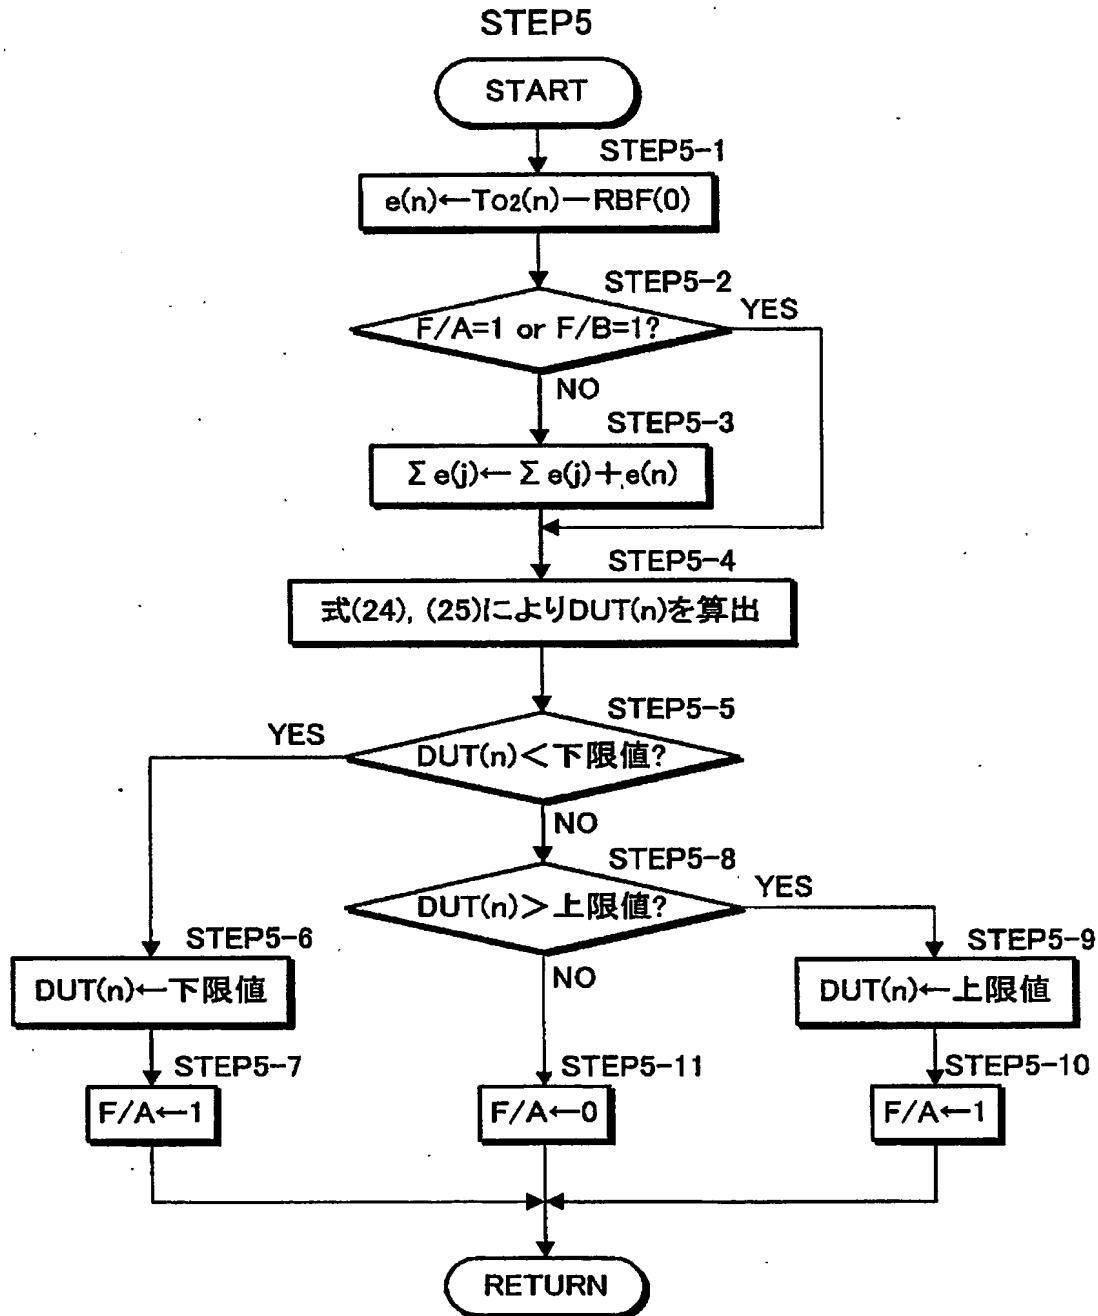 STEP5
START
STEP5-1
e(n)←To2(n)−RBF(0)
STEP5-2
F/A=1 or F/B=1?
YES
NO
STEP5-3
Σe(j)←Σe(j)+e(n)
STEP5-4
式(24), (25)によりDUT(n)を算出
STEP5-5
YES
DUT(n)<下限値?
NO
STEP5-8
DUT(n)>上限値?
YES
STEP5-6
DUT(n)←下限値
NO
STEP5-9
DUT(n)←上限値
STEP5-7
F/A←1
STEP5-11
F/A←0
STEP5-10
F/A←1
RETURN